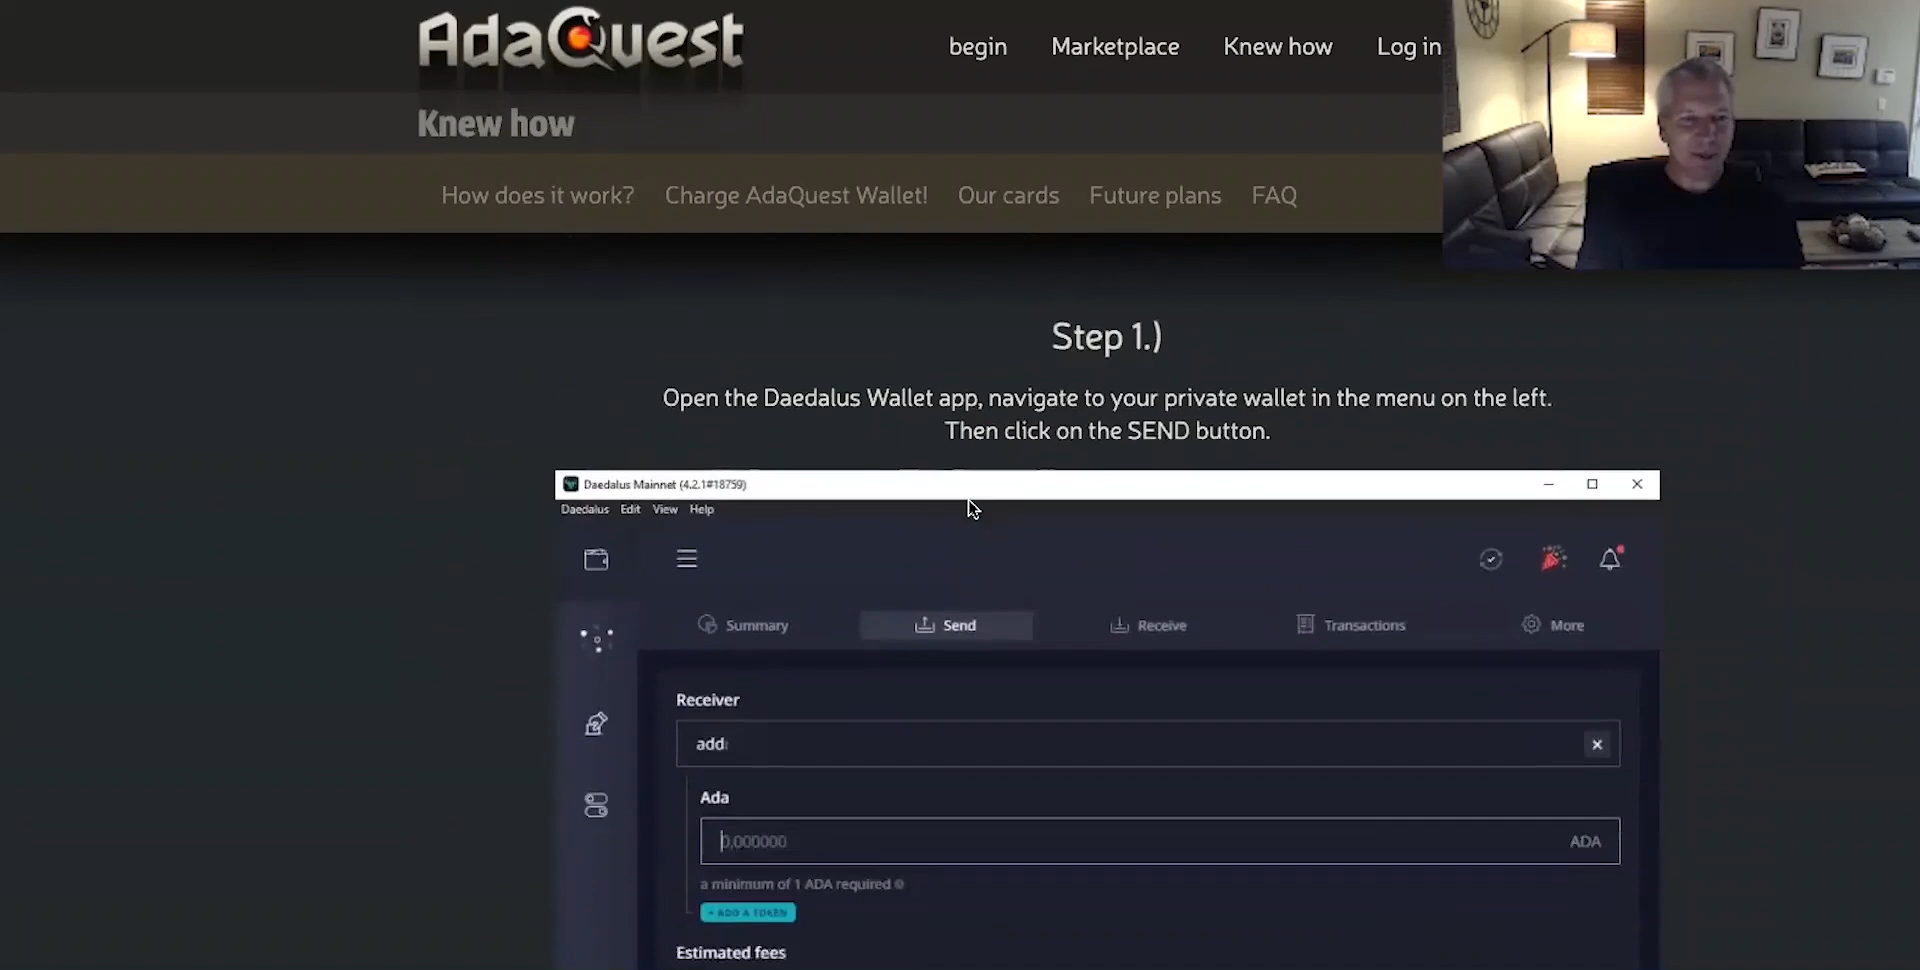 AdaQuest
begin Marketplace Knew how Log in
Knew how
How does it work? Charge AdaQuest Wallet! Our cards Future plans FAQ
Step 1.)
Open the Daedalus Wallet app, navigate to your private wallet in the menu on the left.
Then click on the SEND button.
Daedalus Mainnet (4.2.1#18759)
Daedalus Edit View Help
Summary Send Receive Transactions More
Receiver
addr
Ada
0,000000 ADA
a minimum of 1 ADA required
+ ADD A TOKEN
Estimated fees